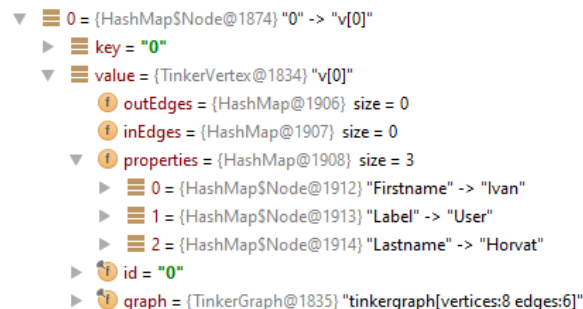 0 = {HashMap$Node@1874} "0" -> "v[0]"
key = "0"
value = {TinkerVertex@1834} "v[0]"
f outEdges = {HashMap@1906} size = 0
f inEdges = {HashMap@1907} size = 0
f properties = {HashMap@1908} size = 3
0 = {HashMap$Node@1912} "Firstname" -> "Ivan"
1 = {HashMap$Node@1913} "Label" -> "User"
2 = {HashMap$Node@1914} "Lastname" -> "Horvat"
f id = "0"
f graph = {TinkerGraph@1835} "tinkergraph[vertices:8 edges:6]"